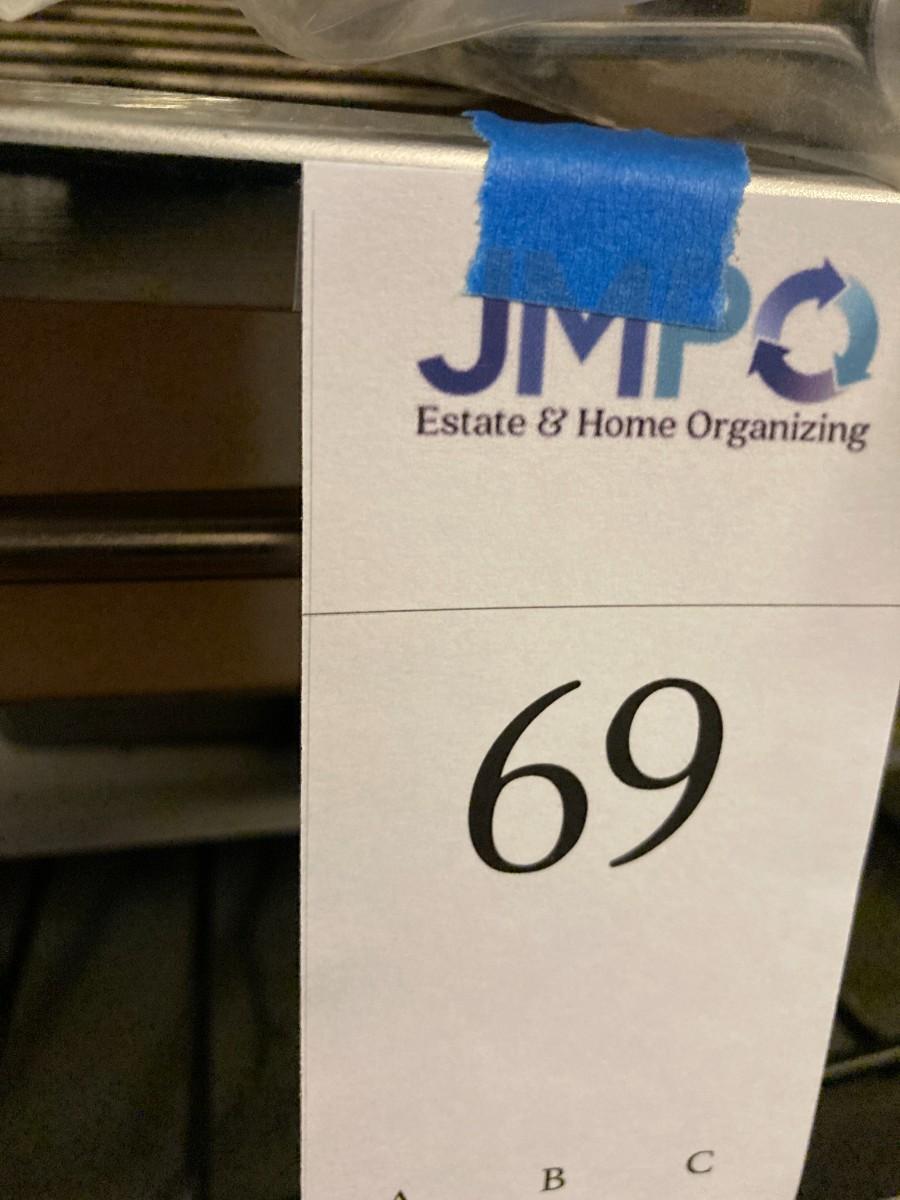 JMPO
Estate & Home Organizing
69
A B C